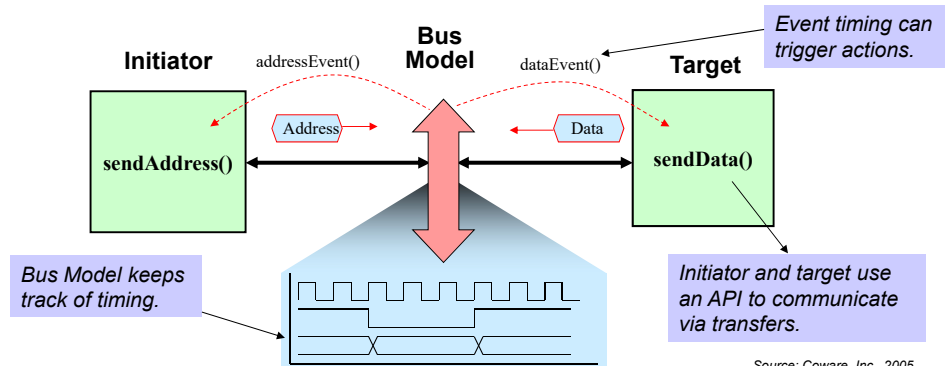 Event timing can
trigger actions.
Bus
Model
Initiator
addressEvent()
dataEvent()
Target
Address
Data
sendAddress()
sendData()
Bus Model keeps
track of timing.
Initiator and target use
an API to communicate
via transfers.
Source: Coware, Inc., 2005